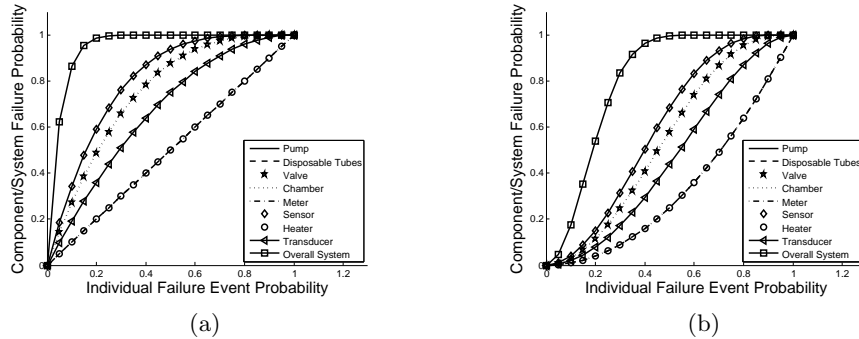 Component/System Failure Probability
1
0.8
0.6
0.4
0.2
0
0 0.2 0.4 0.6 0.8 1 1.2
Individual Failure Event Probability
Pump
Disposable Tubes
Valve
Chamber
Meter
Sensor
Heater
Transducer
Overall System
(a)
Component/System Failure Probability
1
0.8
0.6
0.4
0.2
0
0 0.2 0.4 0.6 0.8 1 1.2
Individual Failure Event Probability
Pump
Disposable Tubes
Valve
Chamber
Meter
Sensor
Heater
Transducer
Overall System
(b)